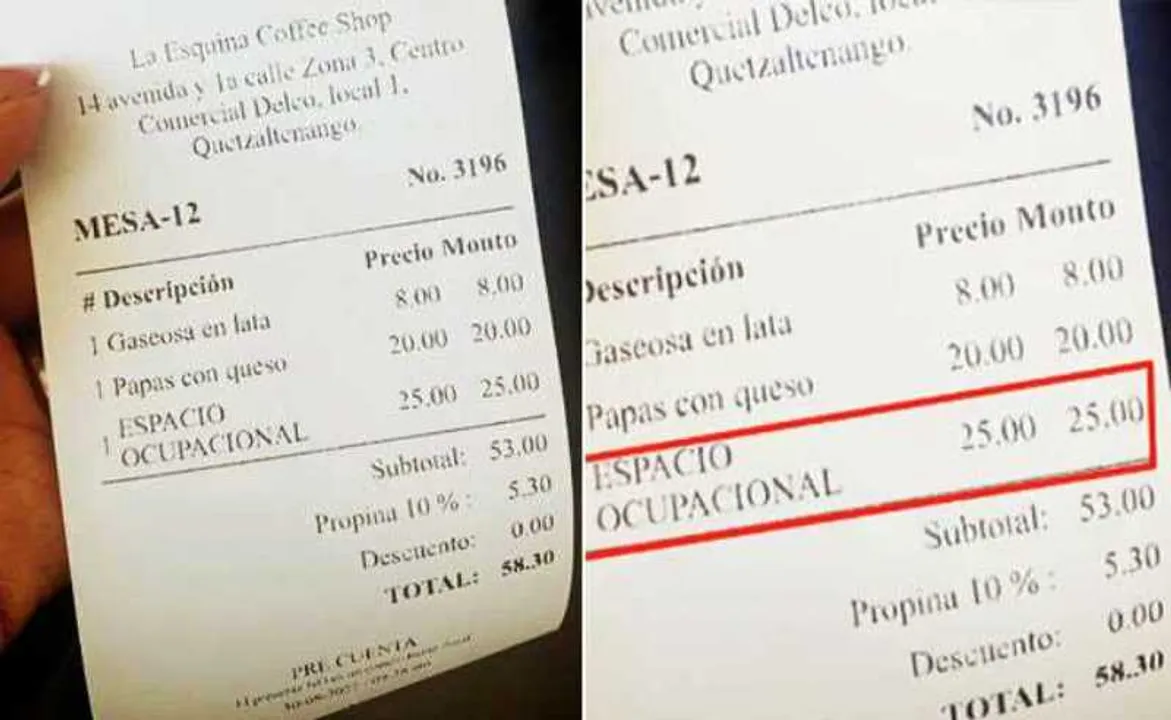 La Esquina Coffee Shop
14 avenida y 1a calle Zona 3, Centro
Comercial Delco, local 1,
Quetzaltenango.
No. 3196
MESA-12
# Descripción Precio Monto
1 Gaseosa en lata 8.00 8.00
1 Papas con queso 20.00 20.00
1 ESPACIO
OCUPACIONAL 25.00 25.00
Subtotal: 53.00
Propina 10 % : 5.30
Descuento: 0.00
TOTAL: 58.30
PRE CUENTA
Comercial Delco,
Quetzaltenango.
No. 3196
ESA-12
Descripción Precio Monto
Gaseosa en lata 8.00 8.00
Papas con queso 20.00 20.00
ESPACIO
OCUPACIONAL 25.00 25.00
Subtotal: 53.00
Propina 10 % : 5.30
Descuento: 0.00
TOTAL: 58.30